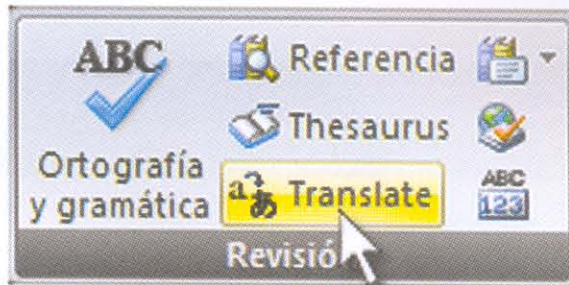 ABC
Ortografía
y gramática
Referencia
Thesaurus
Translate
ABC
123
Revisió